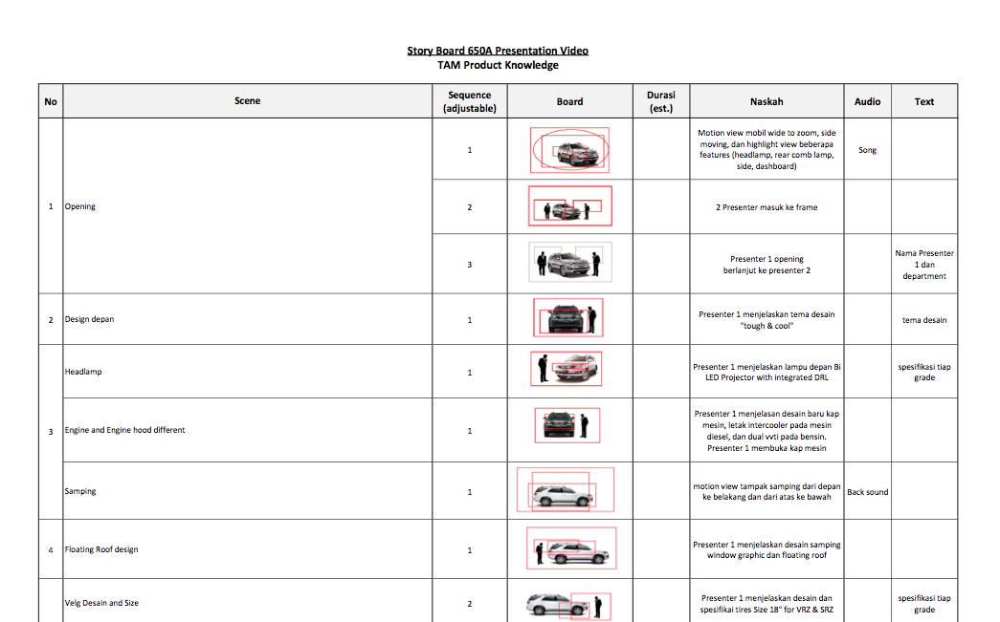 Story Board 650A Presentation Video
TAM Product Knowledge
No
Scene
Sequence
(adjustable)
Board
Durasi
(est.)
Naskah
Audio
Text
1
Opening
1
Motion view mobil wide to zoom, side
moving, dan highlight view beberapa
features (headlamp, rear comb lamp,
side, dashboard)
Song
2
2 Presenter masuk ke frame
3
Presenter 1 opening
berlanjut ke presenter 2
Nama Presenter
1 dan
department
2
Design depan
1
Presenter 1 menjelaskan tema desain
"tough & cool"
tema desain
3
Headlamp
1
Presenter 1 menjelaskan lampu depan Bi
LED Projector with integrated DRL
spesifikasi tiap
grade
Engine and Engine hood different
1
Presenter 1 menjelasan desain baru kap
mesin, letak intercooler pada mesin
diesel, dan dual vvti pada bensin.
Presenter 1 membuka kap mesin
Samping
1
motion view tampak samping dari depan
ke belakang dan dari atas ke bawah
Back sound
4
Floating Roof design
1
Presenter 1 menjelaskan desain samping
window graphic dan floating roof
Velg Desain and Size
2
Presenter 1 menjelaskan desain dan
spesifikai tires Size 18" for VRZ & SRZ
spesifikasi tiap
grade